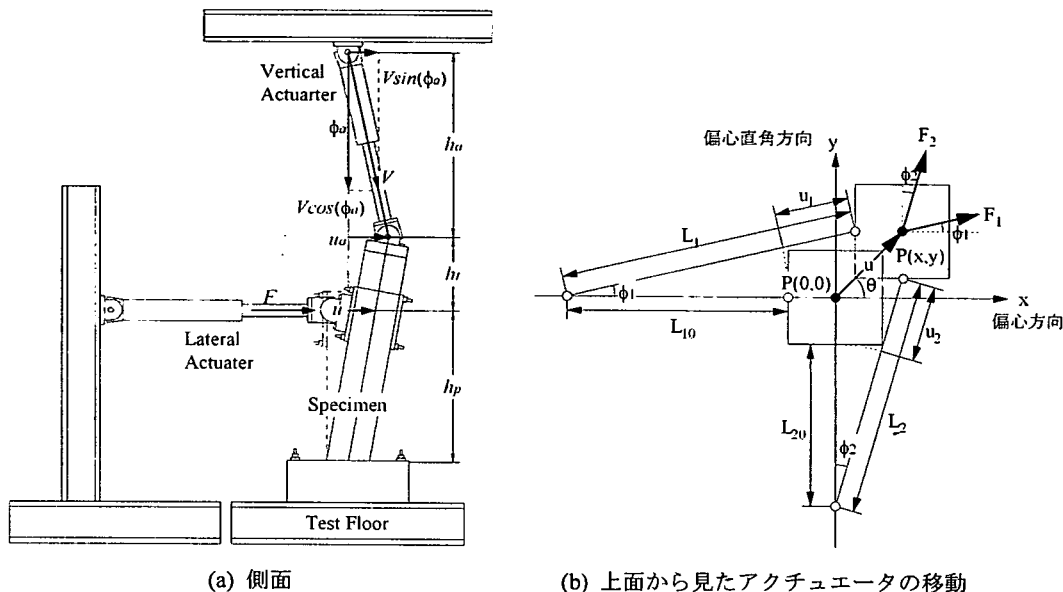 Vertical
Actuarter
Vsin(ϕa)
ϕa
ha
V
Vcos(ϕa)
ua
ht
F
u
Lateral
Actuater
hp
Specimen
Test Floor
(a) 側面
偏心直角方向
y
F₂
ϕ2
u₁
F₁
L₁
ϕ1
P(x,y)
u
P(0,0)
θ
ϕ1
x
偏心方向
L₁₀
u₂
L₂₀
L₂
ϕ2
(b) 上面から見たアクチュエータの移動